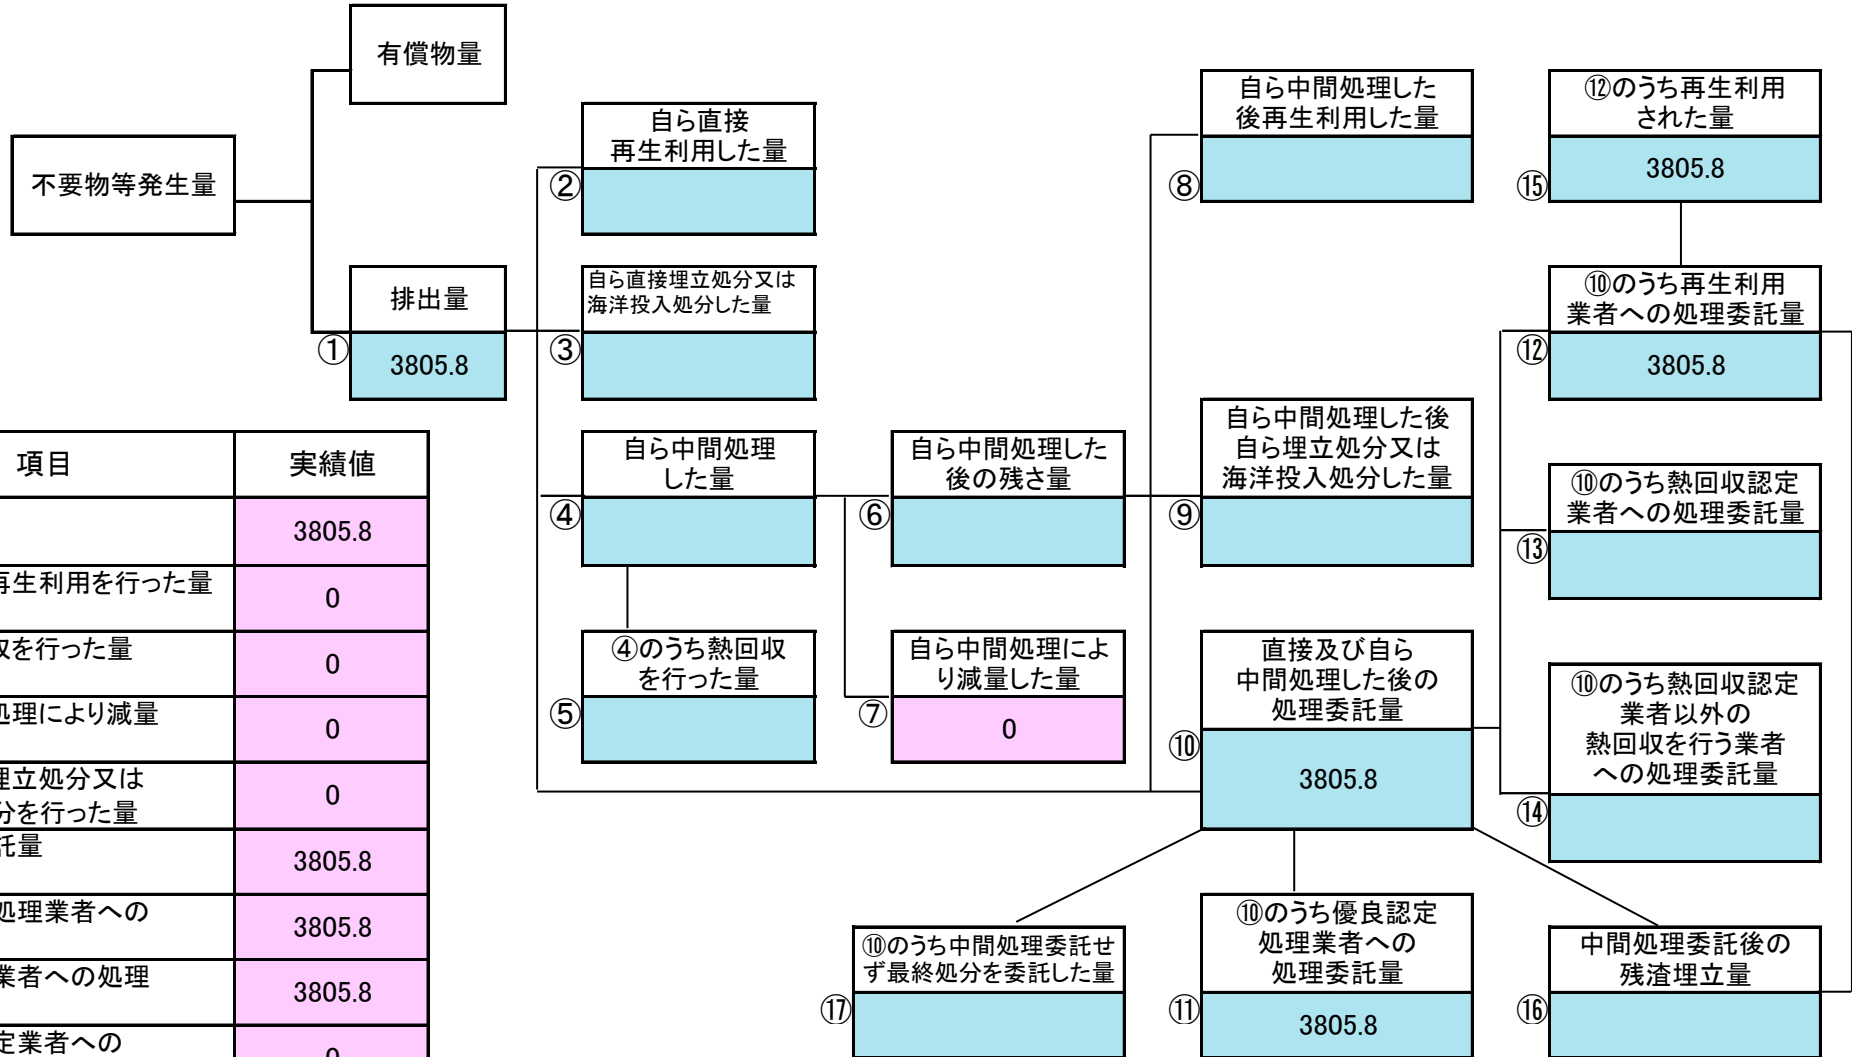 有償物量
不要物等発生量
排出量
①
3805.8
自ら直接
再生利用した量
②
自ら直接埋立処分又は
海洋投入処分した量
③
自ら中間処理
した量
④
④のうち熱回収
を行った量
⑤
自ら中間処理した
後の残さ量
⑥
自ら中間処理によ
り減量した量
⑦
0
自ら中間処理した
後再生利用した量
⑧
自ら中間処理した後
自ら埋立処分又は
海洋投入処分した量
⑨
直接及び自ら
中間処理した後の
処理委託量
⑩
3805.8
⑫のうち再生利用
された量
⑮
3805.8
⑩のうち再生利用
業者への処理委託量
⑫
3805.8
⑩のうち熱回収認定
業者への処理委託量
⑬
⑩のうち熱回収認定
業者以外の
熱回収を行う業者
への処理委託量
⑭
⑩のうち中間処理委託せ
ず最終処分を委託した量
⑰
⑩のうち優良認定
処理業者への
処理委託量
⑪
3805.8
中間処理委託後の
残渣埋立量
⑯
項目 実績値
3805.8
再生利用を行った量
0
を行った量
0
処理により減量
0
埋立処分又は
分を行った量
0
託量
3805.8
処理業者への
3805.8
業者への処理
3805.8
定業者への
0